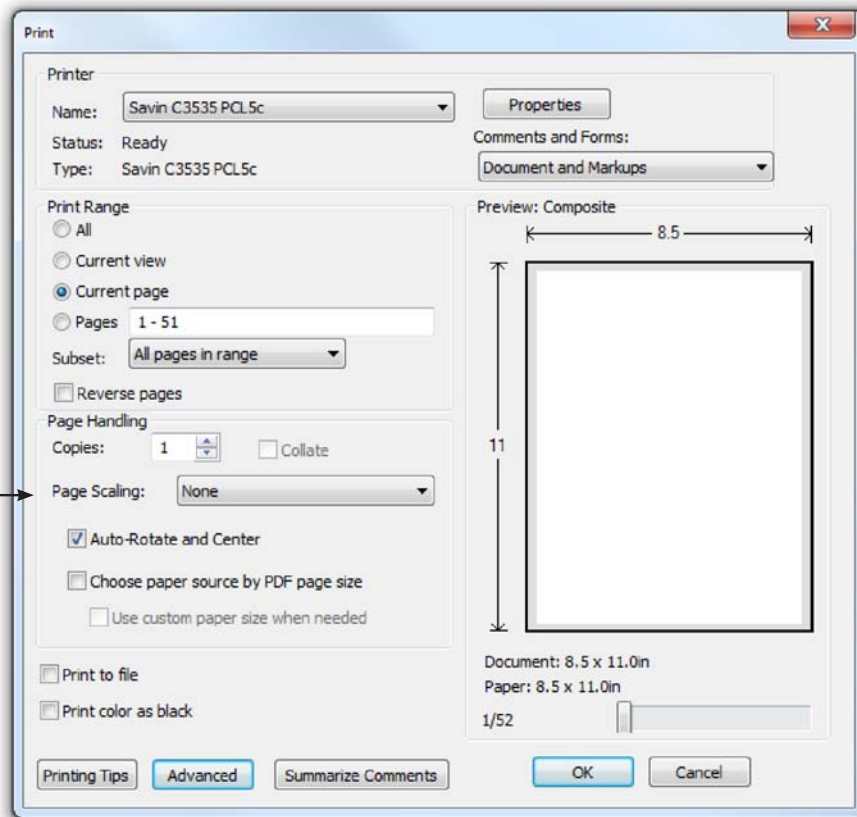 Print
Printer
Name: Savin C3535 PCL5c Properties
Status: Ready Comments and Forms:
Type: Savin C3535 PCL5c Document and Markups
Print Range
All
Current view
Current page
Pages 1 - 51
Subset: All pages in range
Reverse pages
Page Handling
Copies: 1 Collate
Page Scaling: None
Auto-Rotate and Center
Choose paper source by PDF page size
Use custom paper size when needed
Print to file
Print color as black
Preview: Composite
8.5
11
Document: 8.5 x 11.0in
Paper: 8.5 x 11.0in
1/52
Printing Tips Advanced Summarize Comments OK Cancel